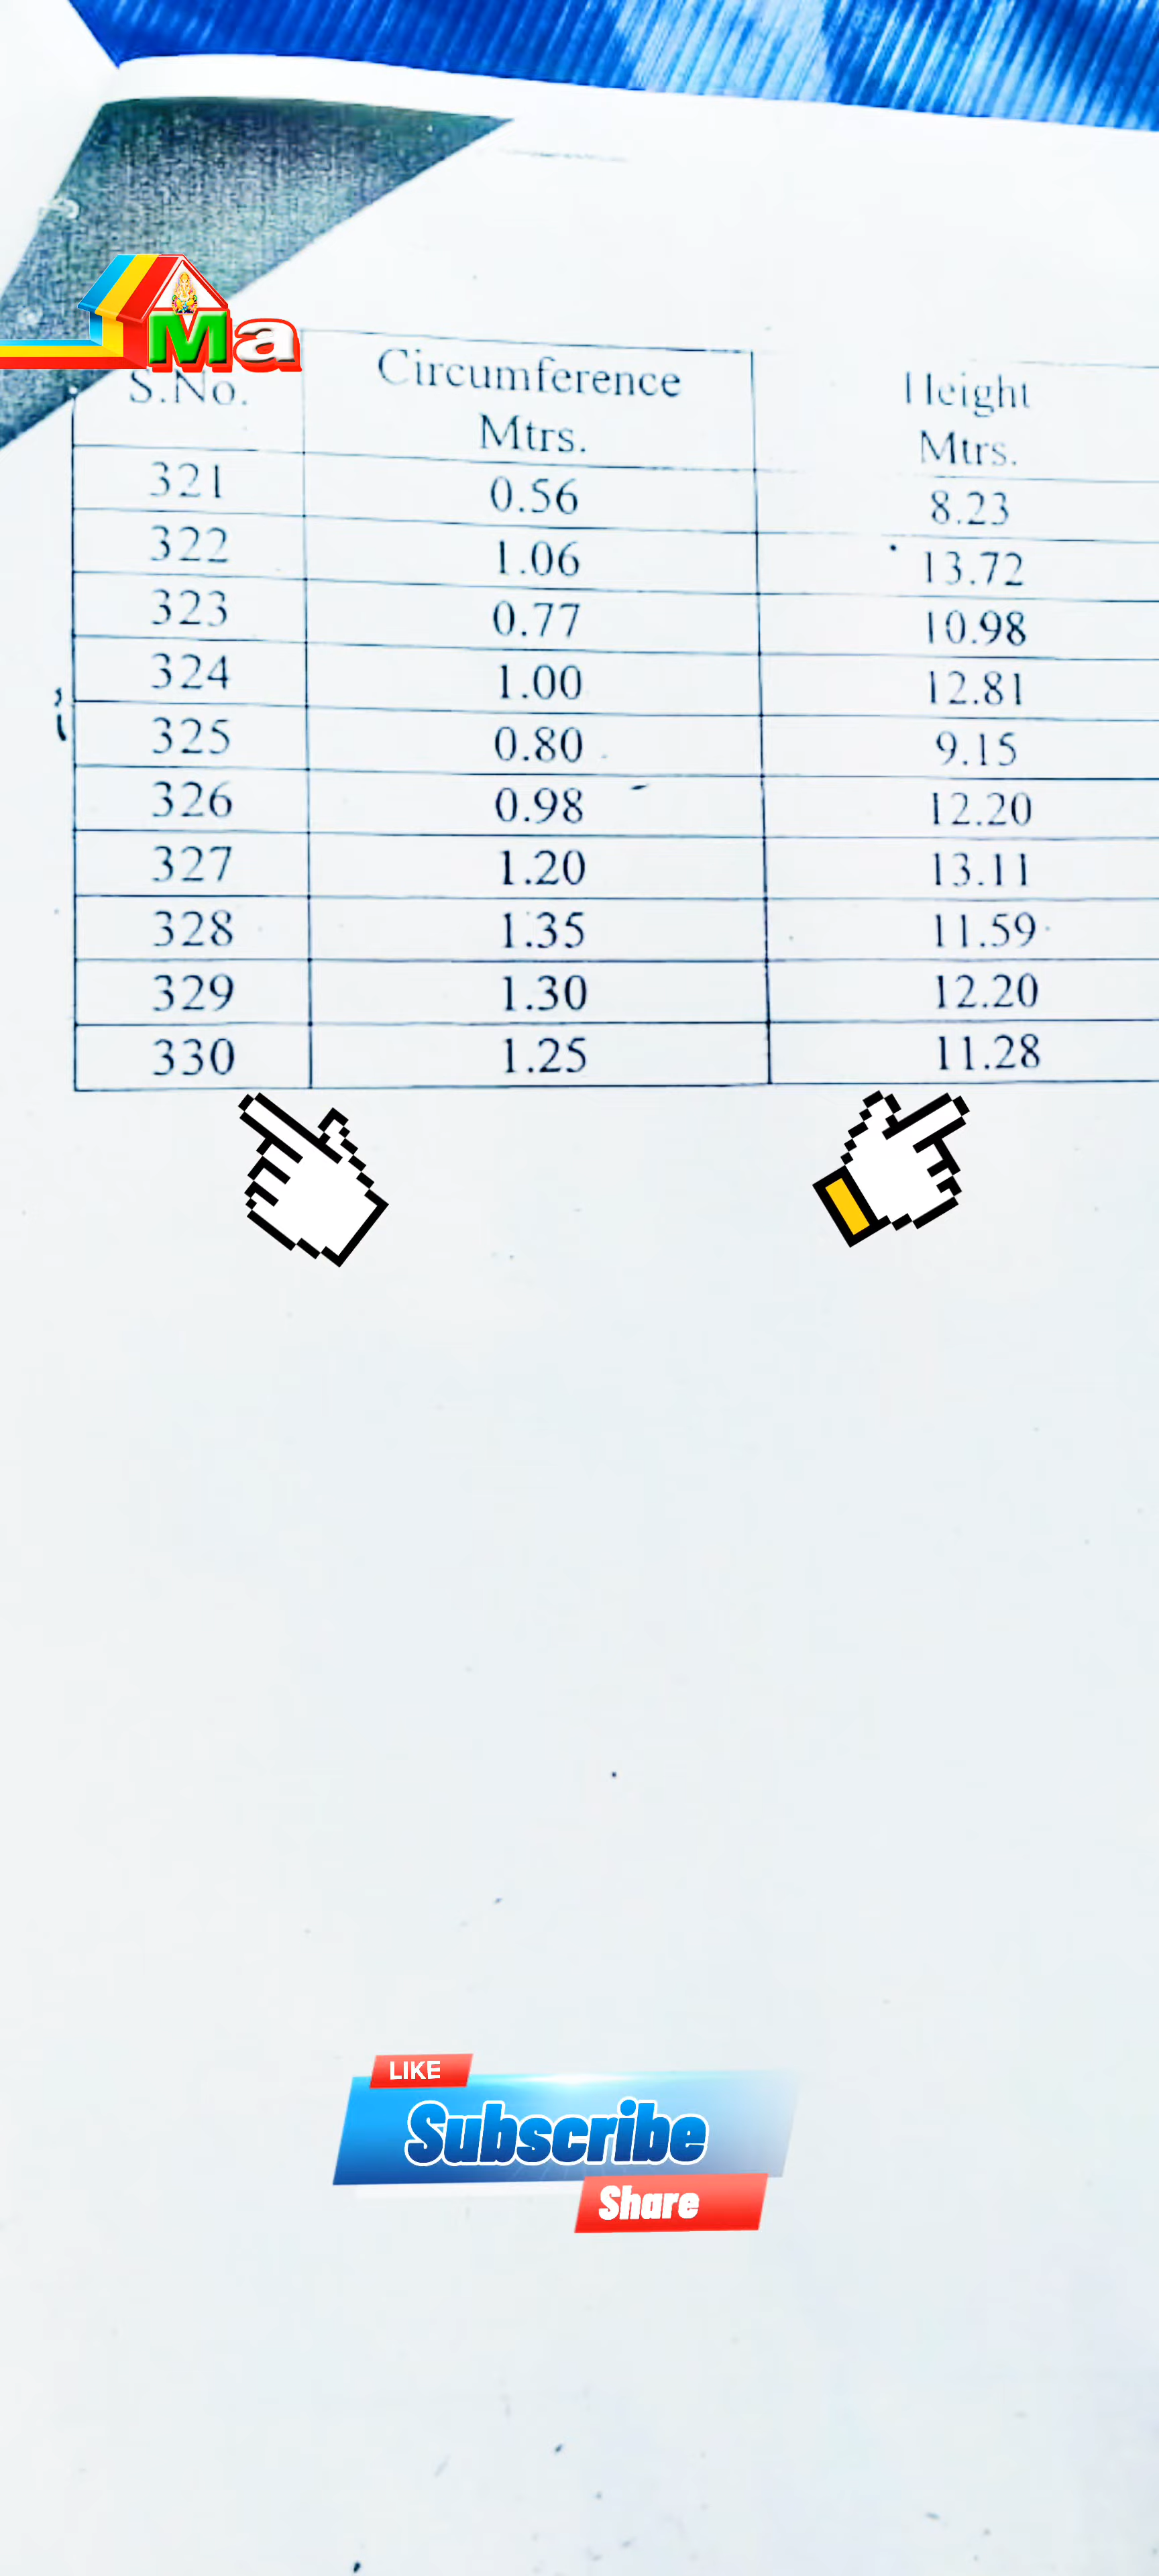 Ma
S.No. Circumference Mtrs. Height Mtrs.
321 0.56 8.23
322 1.06 13.72
323 0.77 10.98
324 1.00 12.81
325 0.80 9.15
326 0.98 12.20
327 1.20 13.11
328 1.35 11.59
329 1.30 12.20
330 1.25 11.28
LIKE
Subscribe
Share